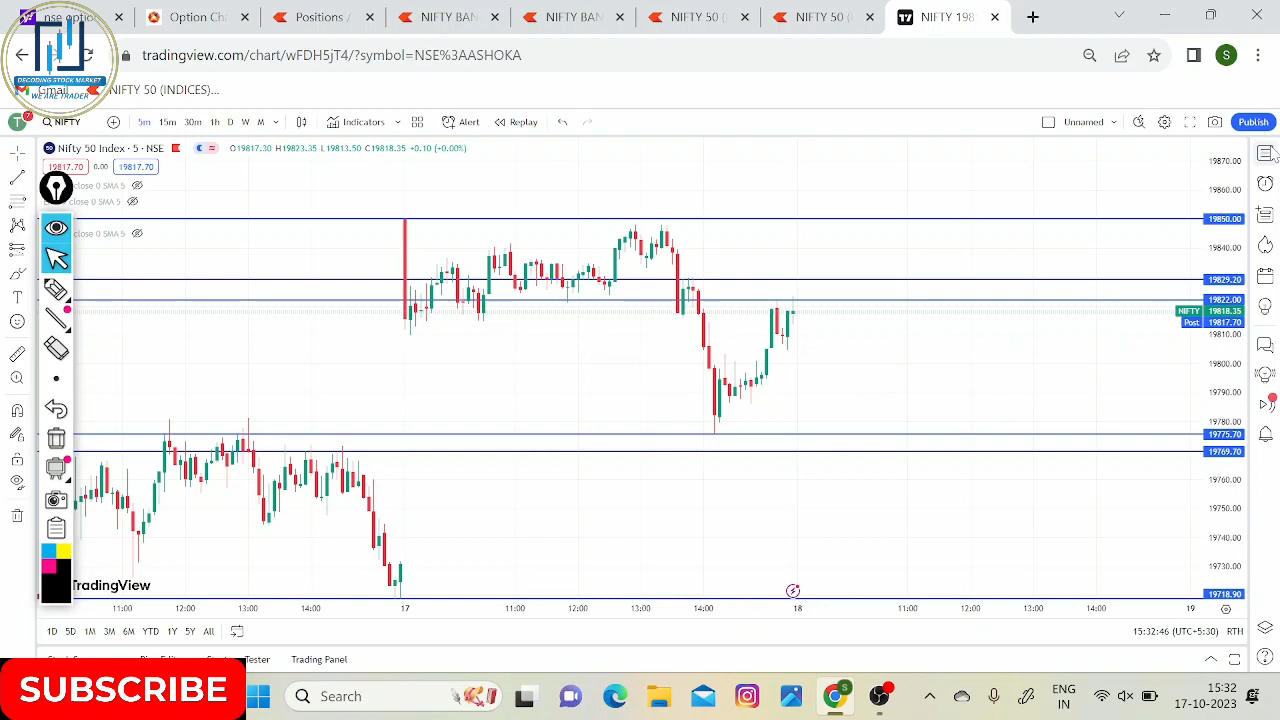 nse option
Option Ch
Positi
NIFTY BAN
NIFTY BAN
NIFTY 50 (
NIFTY 50 (
NIFTY 198
tradingview.com/chart/wFDH5jT4/?symbol=NSE%3AASHOKA
S
DECODING STOCK MARKET
WE ARE TRADER
Gmail
NIFTY 50 (INDICES)...
T
7
NIFTY
5m 15m 30m 1h D W M
Indicators
Alert
Replay
Unnamed
Publish
50 Nifty 50 Index · 5 · NSE
O19817.30 H19823.35 L19813.50 C19818.35 +0.10 (+0.00%)
19817.70 0.00 19817.70
close 0 SMA 5
close 0 SMA 5
19870.00
19860.00
19850.00
19840.00
19829.20
19822.00
NIFTY 19818.35
Post 19817.70
19810.00
19800.00
19790.00
19780.00
19775.70
19769.70
19760.00
19750.00
19740.00
19730.00
19718.90
TradingView
11:00 12:00 13:00 14:00 17 11:00 12:00 13:00 14:00 18 11:00 12:00 13:00 14:00 19
1D 5D 1M 3M 6M YTD 1Y 5Y All
15:32:46 (UTC+5:30) RTH
Trading Panel
SUBSCRIBE
Search
S
ENG
IN
15:32
17-10-2023